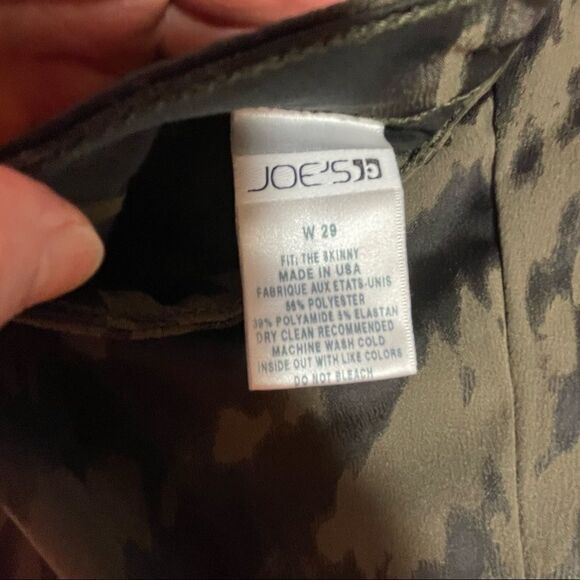 JOE'S
W 29
FIT: THE SKINNY
MADE IN USA
FABRIQUE AUX ETATS-UNIS
56% POLYESTER
39% POLYAMIDE 5% ELASTAN
DRY CLEAN RECOMMENDED
MACHINE WASH COLD
INSIDE OUT WITH LIKE COLORS
DO NOT BLEACH